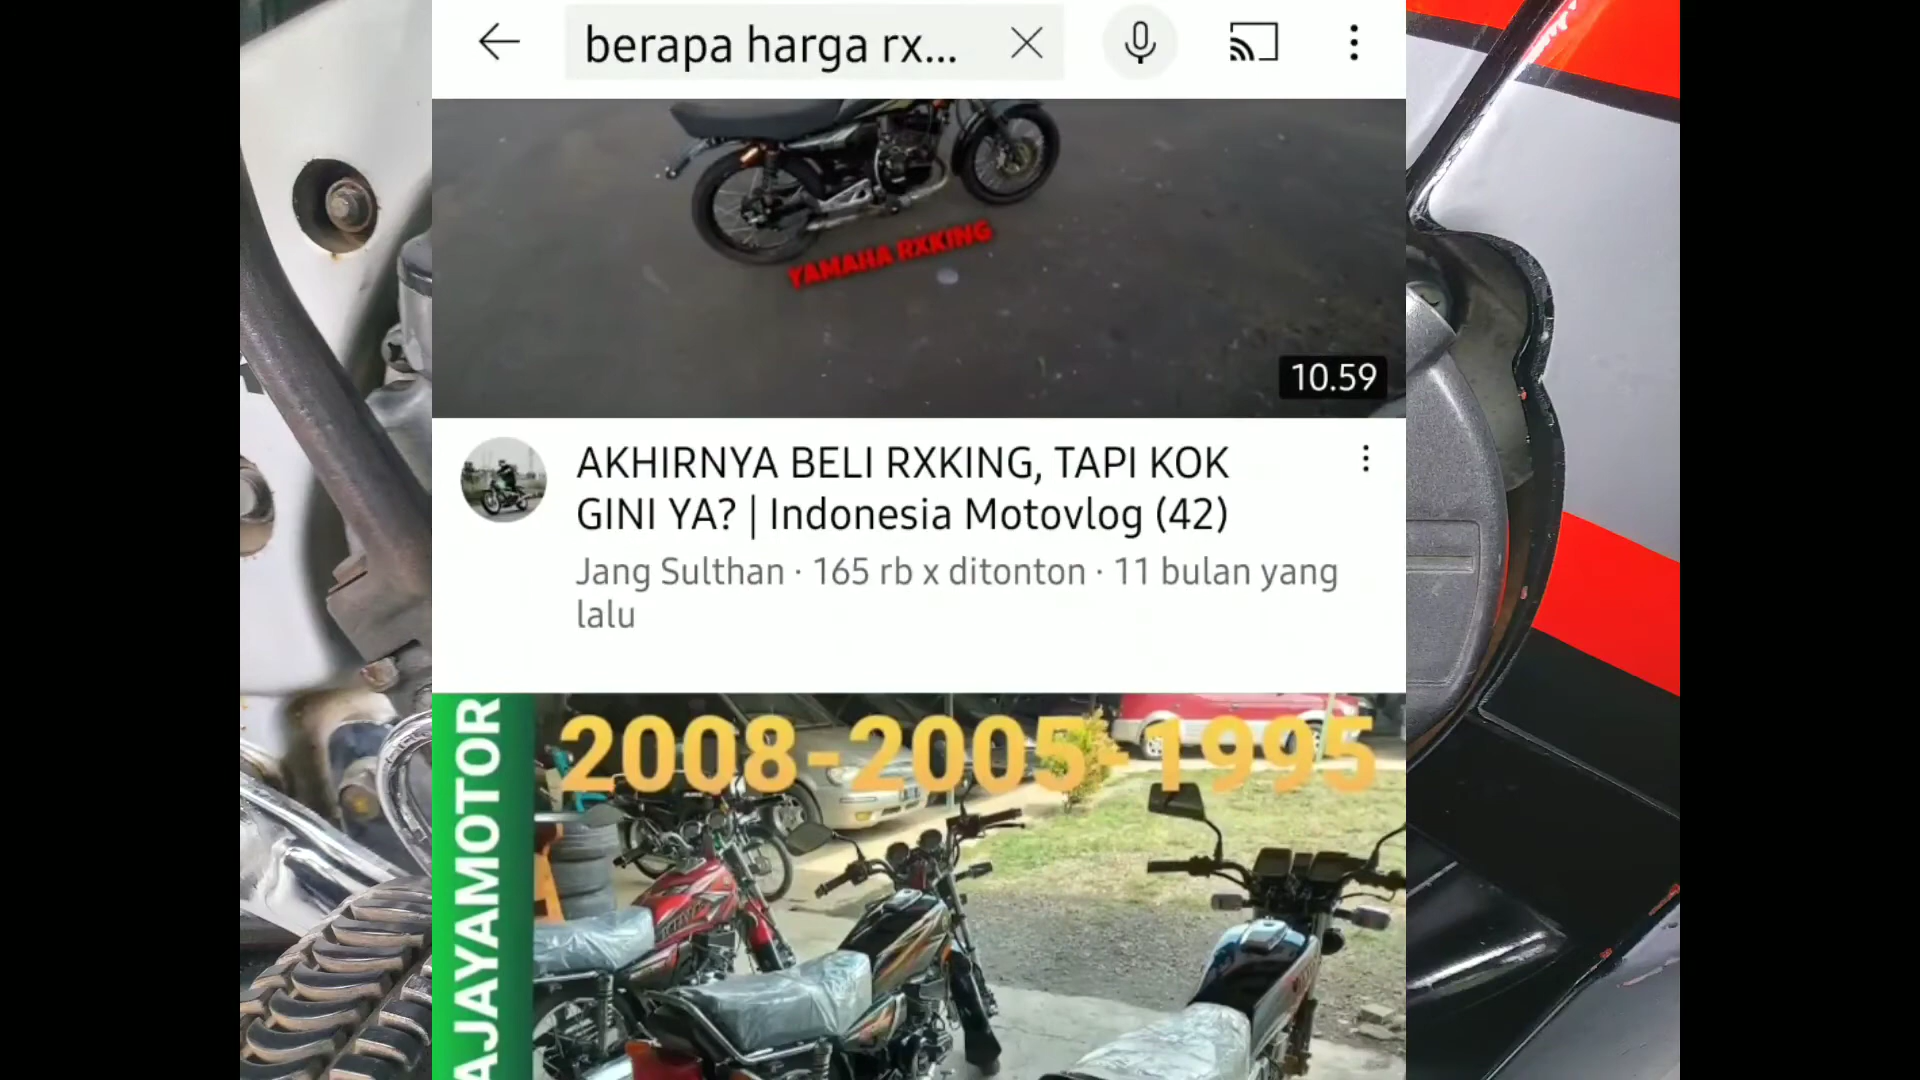 berapa harga rx...
YAMAHA RXKING
10.59
AKHIRNYA BELI RXKING, TAPI KOK
GINI YA? | Indonesia Motovlog (42)
Jang Sulthan · 165 rb x ditonton · 11 bulan yang
lalu
AJAYAMOTOR
2008-2005-1995